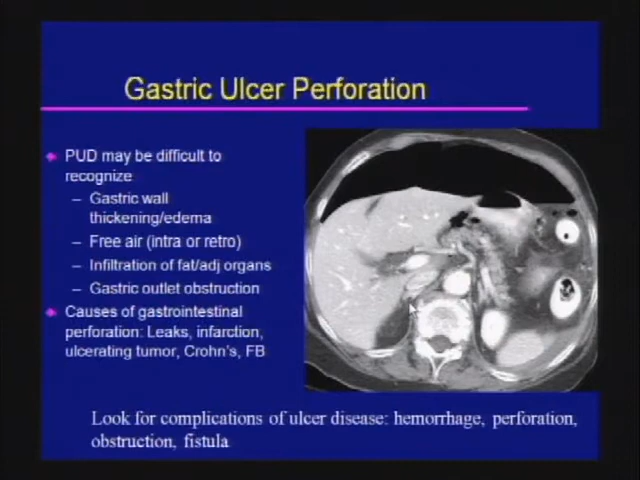 Gastric Ulcer Perforation
PUD may be difficult to
recognize
– Gastric wall
thickening/edema
– Free air (intra or retro)
– Infiltration of fat/adj organs
– Gastric outlet obstruction
Causes of gastrointestinal
perforation: Leaks, infarction,
ulcerating tumor, Crohn's, FB
Look for complications of ulcer disease: hemorrhage, perforation,
obstruction, fistula